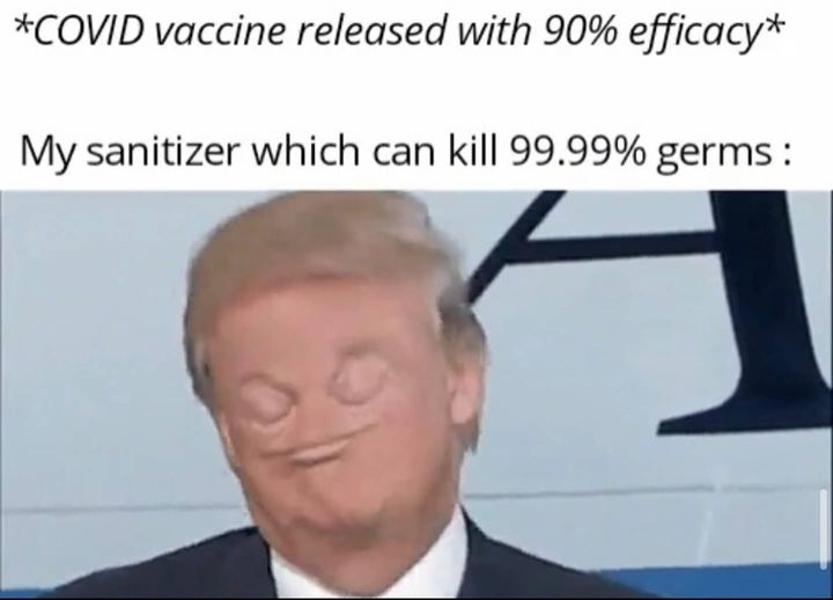 *COVID vaccine released with 90% efficacy*
My sanitizer which can kill 99.99% germs :
A